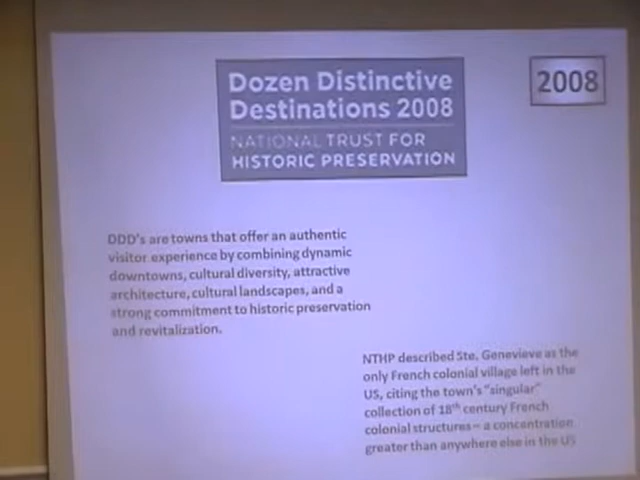 Dozen Distinctive
Destinations 2008
NATIONAL TRUST FOR
HISTORIC PRESERVATION
2008
DDD's are towns that offer an authentic
visitor experience by combining dynamic
downtowns, cultural diversity, attractive
architecture, cultural landscapes, and a
strong commitment to historic preservation
and revitalization.
NTHP described Ste. Genevieve as the
only French colonial village left in the
US, citing the town's "singular"
collection of 18th century French
colonial structures – a concentration
greater than anywhere else in the US